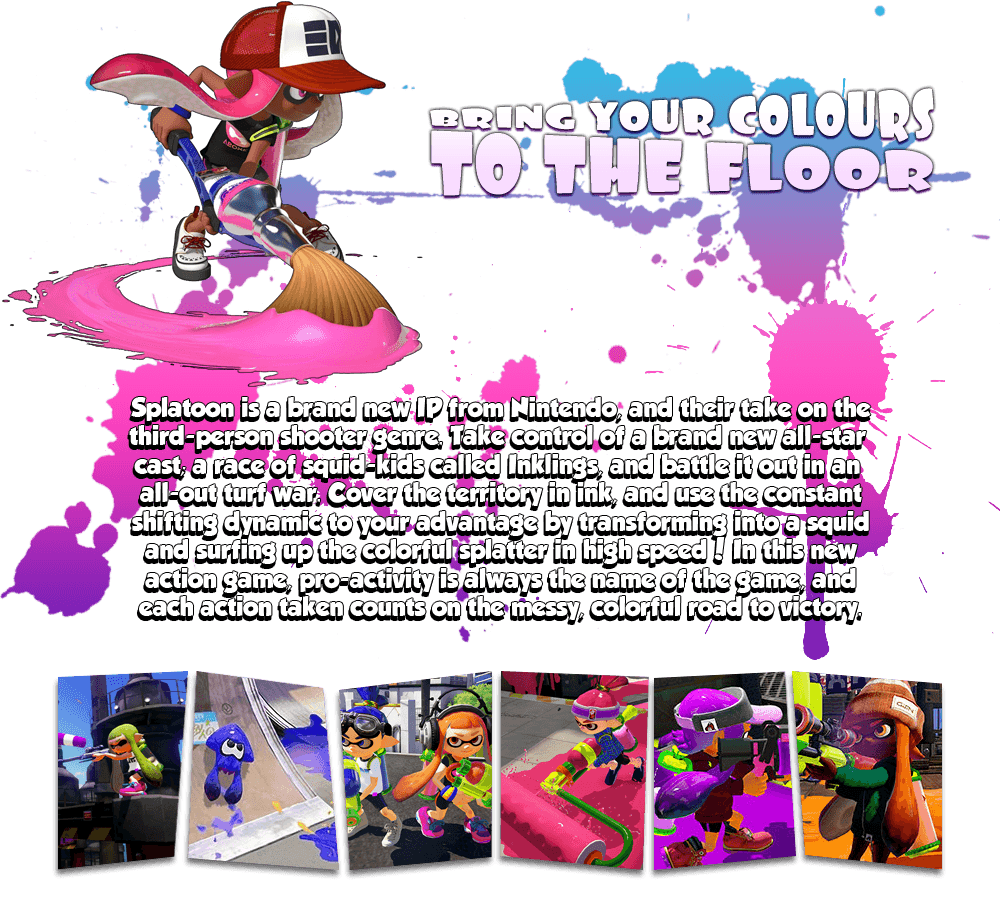 BRING YOUR COLOURS
TO THE FLOOR
Splatoon is a brand new IP from Nintendo, and their take on the
third-person shooter genre. Take control of a brand new all-star
cast, a race of squid-kids called Inklings, and battle it out in an
all-out turf war. Cover the territory in ink, and use the constant
shifting dynamic to your advantage by transforming into a squid
and surfing up the colorful splatter in high speed! In this new
action game, pro-activity is always the name of the game, and
each action taken counts on the messy, colorful road to victory.